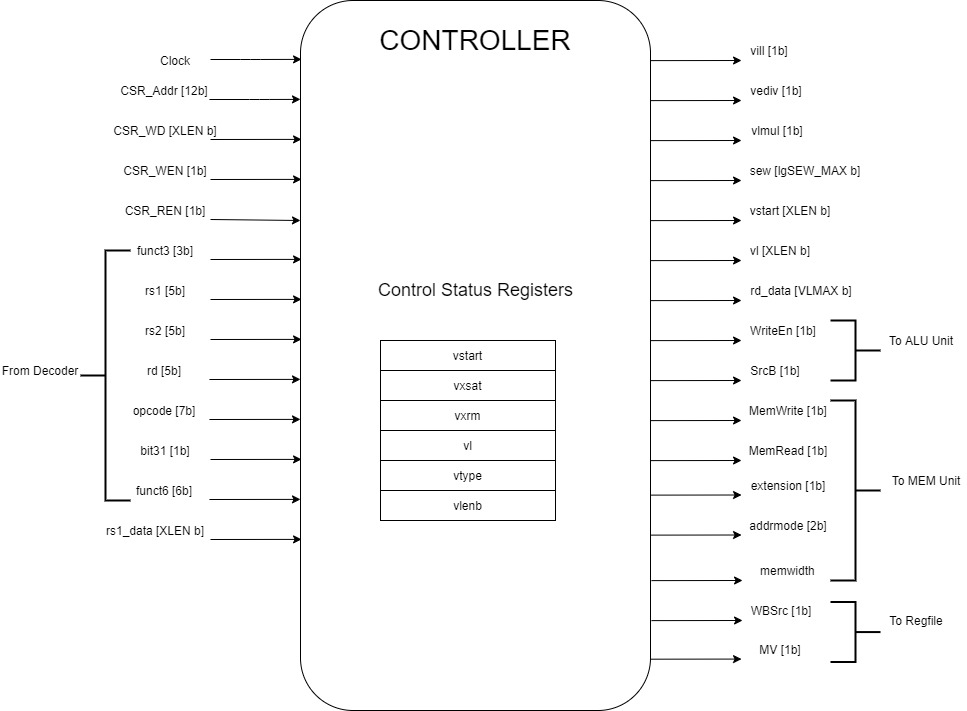 CONTROLLER
Clock
CSR_Addr [12b]
CSR_WD [XLEN b]
CSR_WEN [1b]
CSR_REN [1b]
From Decoder
funct3 [3b]
rs1 [5b]
rs2 [5b]
rd [5b]
opcode [7b]
bit31 [1b]
funct6 [6b]
rs1_data [XLEN b]
Control Status Registers
vstart
vxsat
vxrm
vl
vtype
vlenb
vill [1b]
vediv [1b]
vlmul [1b]
sew [lgSEW_MAX b]
vstart [XLEN b]
vl [XLEN b]
rd_data [VLMAX b]
WriteEn [1b]
SrcB [1b]
To ALU Unit
MemWrite [1b]
MemRead [1b]
extension [1b]
addrmode [2b]
memwidth
To MEM Unit
WBSrc [1b]
MV [1b]
To Regfile